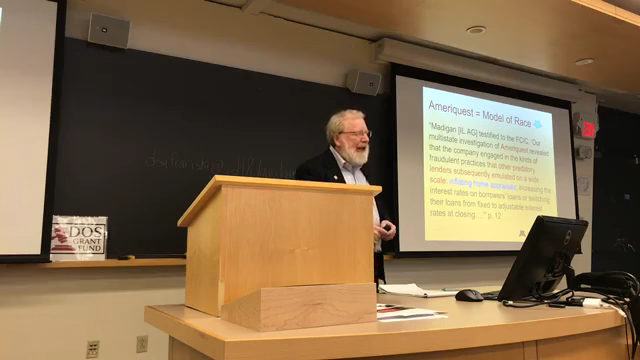 Ameriquest = Model of Race
"Madigan [IL AG] testified to the FCIC: 'Our
multistate investigation of Ameriquest revealed
that the company engaged in the kinds of
fraudulent practices that other predatory
lenders subsequently emulated on a wide
scale: inflating home appraisals; increasing the
interest rates on borrowers' loans or switching
their loans from fixed to adjustable interest
rates at closing. . . .'" p. 12.
DOS
GRANT
FUND
EXIT